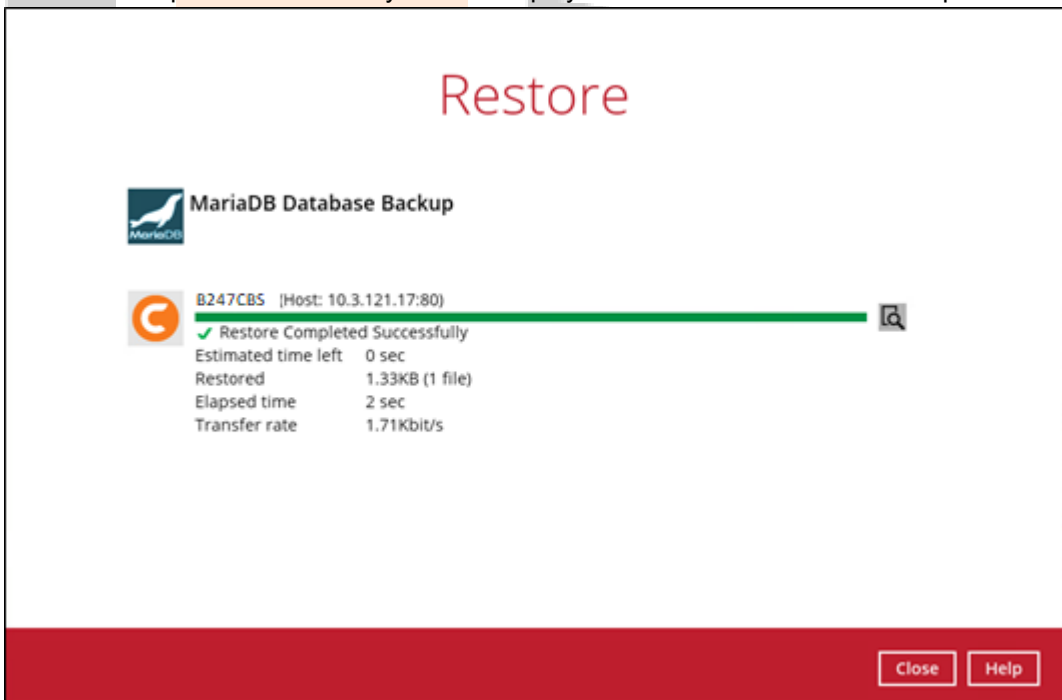 Restore
MariaDB Database Backup
MariaDB
B247CBS (Host: 10.3.121.17:80)
Restore Completed Successfully
Estimated time left 0 sec
Restored 1.33KB (1 file)
Elapsed time 2 sec
Transfer rate 1.71Kbit/s
Close Help